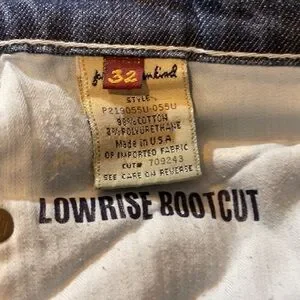 for
32
STYLE
P219055U-055U
98%COTTON
2%POLYURETHANE
Made in U.S.A.
OF IMPORTED FABRIC
CUT# 709243
SEE CARE ON REVERSE
LOWRISE BOOTCUT